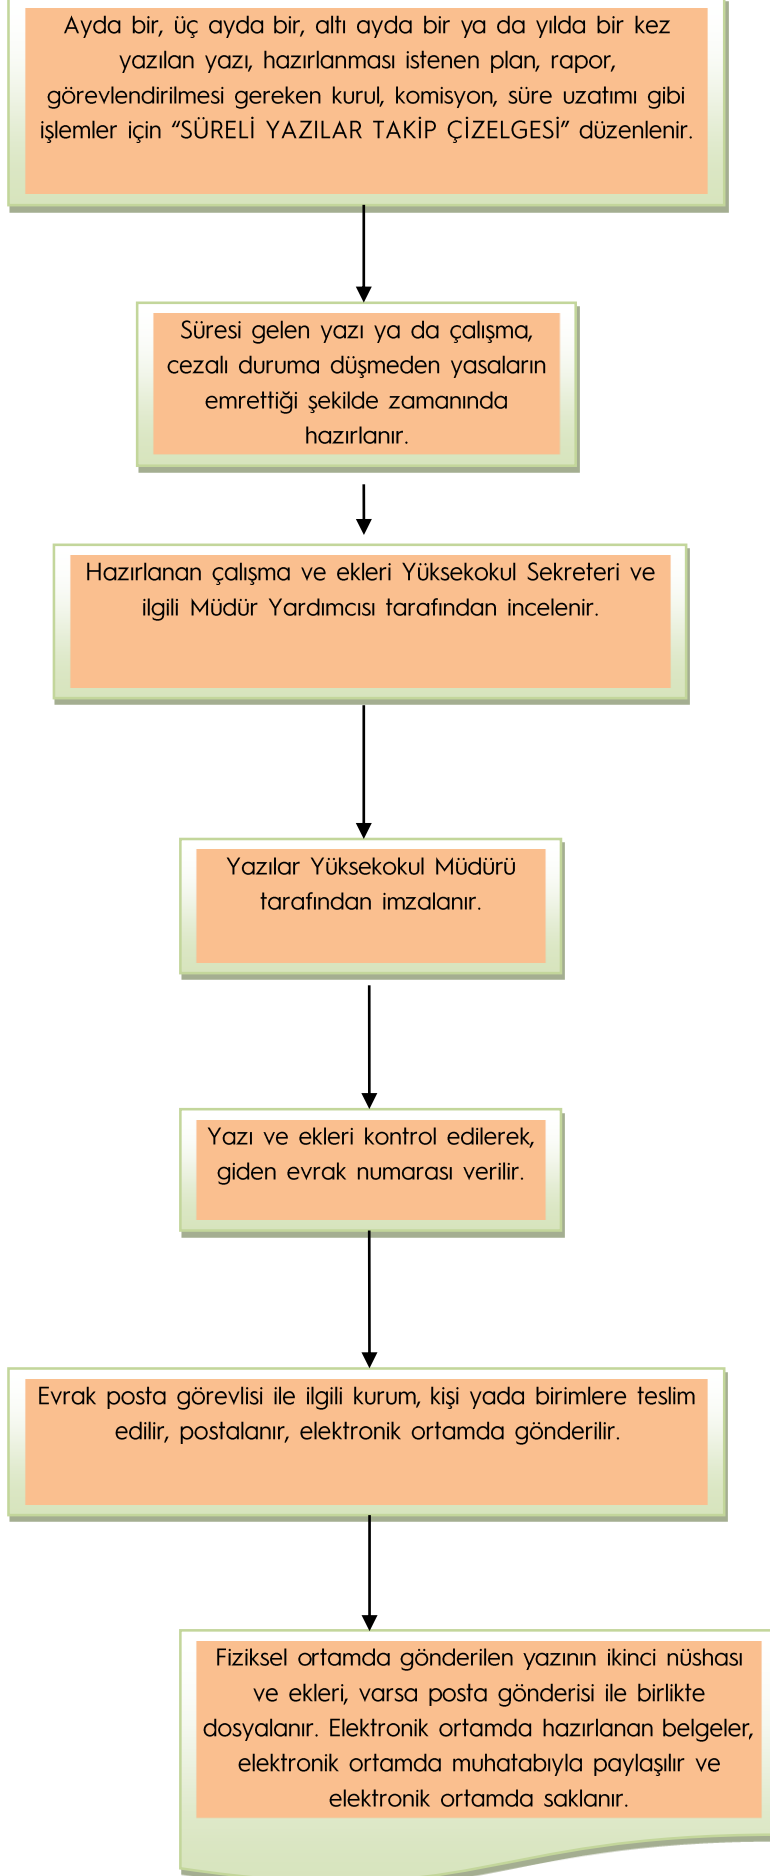 Ayda bir, üç ayda bir, altı ayda bir ya da yılda bir kez
yazılan yazı, hazırlanması istenen plan, rapor,
görevlendirilmesi gereken kurul, komisyon, süre uzatımı gibi
işlemler için “SÜRELİ YAZILAR TAKİP ÇİZELGESİ” düzenlenir.
Süresi gelen yazı ya da çalışma,
cezalı duruma düşmeden yasaların
emrettiği şekilde zamanında
hazırlanır.
Hazırlanan çalışma ve ekleri Yüksekokul Sekreteri ve
ilgili Müdür Yardımcısı tarafından incelenir.
Yazılar Yüksekokul Müdürü
tarafından imzalanır.
Yazı ve ekleri kontrol edilerek,
giden evrak numarası verilir.
Evrak posta görevlisi ile ilgili kurum, kişi yada birimlere teslim
edilir, postalanır, elektronik ortamda gönderilir.
Fiziksel ortamda gönderilen yazının ikinci nüshası
ve ekleri, varsa posta gönderisi ile birlikte
dosyalanır. Elektronik ortamda hazırlanan belgeler,
elektronik ortamda muhatabıyla paylaşılır ve
elektronik ortamda saklanır.